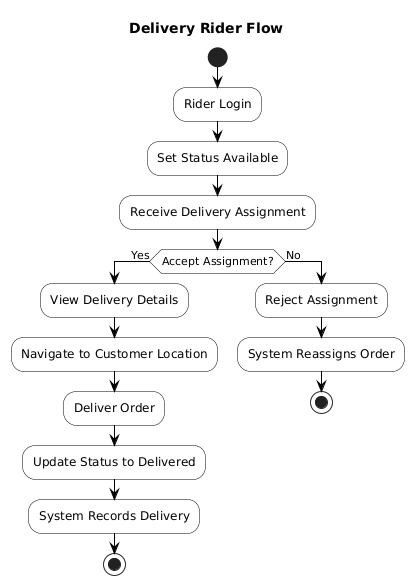 Delivery Rider Flow
Rider Login
Set Status Available
Receive Delivery Assignment
Accept Assignment?
Yes
No
View Delivery Details
Navigate to Customer Location
Deliver Order
Update Status to Delivered
System Records Delivery
Reject Assignment
System Reassigns Order